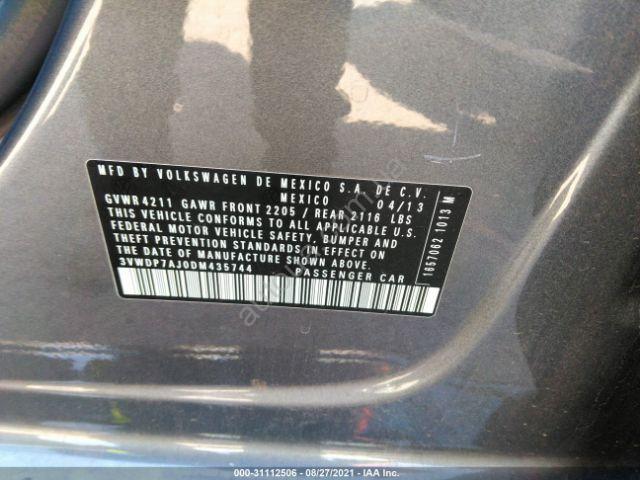 MFD BY VOLKSWAGEN DE MEXICO S.A. DE C.V.
MEXICO 04/13
GVWR 4211 GAWR FRONT 2205 / REAR 2116 LBS
THIS VEHICLE CONFORMS TO ALL APPLICABLE U.S.
FEDERAL MOTOR VEHICLE SAFETY, BUMPER AND
THEFT PREVENTION STANDARDS IN EFFECT ON
THE DATE OF MANUFACTURE SHOWN ABOVE
3VWDP7AJ0DM435744 PASSENGER CAR
1657062 1013 M
000-31112506 - 08/27/2021 - IAA Inc.